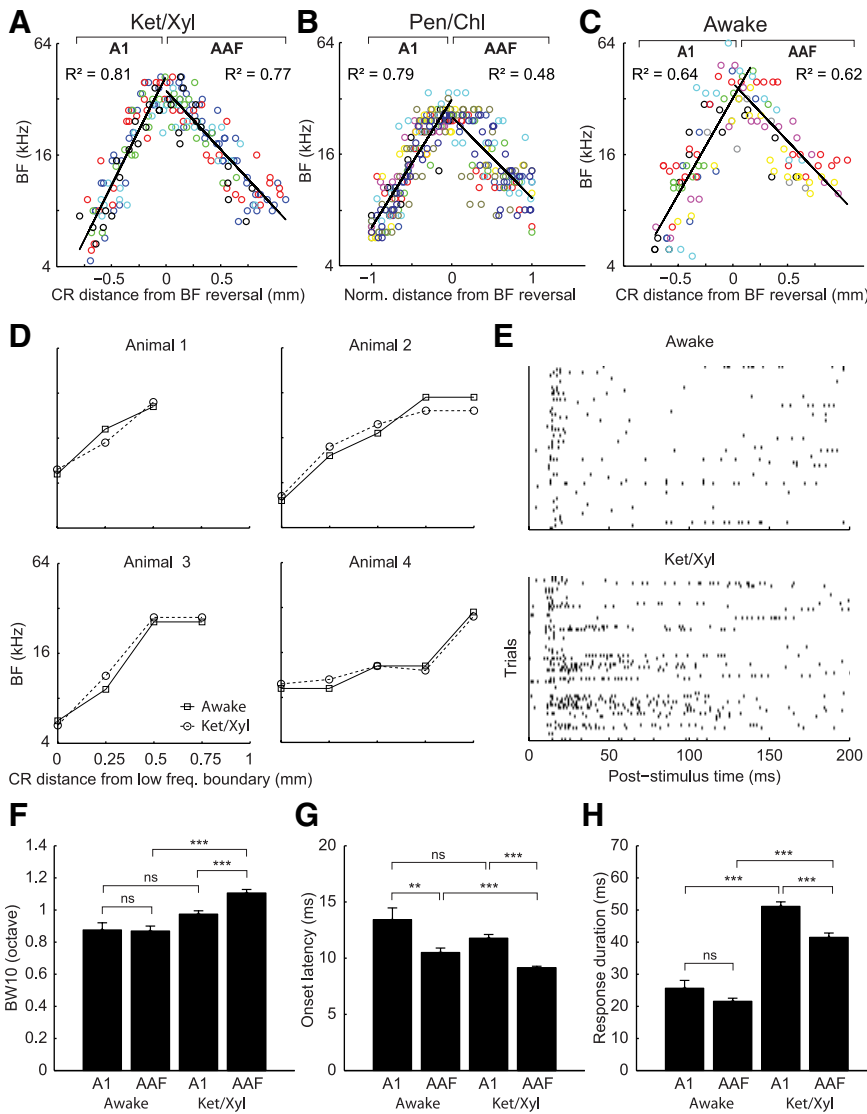 A
Ket/Xyl
A1
AAF
R² = 0.81
R² = 0.77
64
16
4
BF (kHz)
−0.5
0
0.5
CR distance from BF reversal (mm)
B
Pen/Chl
A1
AAF
R² = 0.79
R² = 0.48
64
16
4
BF (kHz)
−1
0
1
Norm. distance from BF reversal
C
Awake
A1
AAF
R² = 0.64
R² = 0.62
64
16
4
BF (kHz)
−0.5
0
0.5
CR distance from BF reversal (mm)
D
Animal 1
Animal 2
Animal 3
Animal 4
64
16
4
BF (kHz)
Awake
Ket/Xyl
0
0.25
0.5
0.75
CR distance from low freq. boundary (mm)
E
Awake
Ket/Xyl
Trials
0
50
100
150
200
Post−stimulus time (ms)
F
BW10 (octave)
1.6
1.4
1.2
1
0.8
0.6
0.4
0.2
0
***
***
ns
ns
A1
AAF
A1
AAF
Awake
Ket/Xyl
G
Onset latency (ms)
20
15
10
5
0
ns
***
**
***
A1
AAF
A1
AAF
Awake
Ket/Xyl
H
Response duration (ms)
70
60
50
40
30
20
10
0
***
***
***
ns
A1
AAF
A1
AAF
Awake
Ket/Xyl